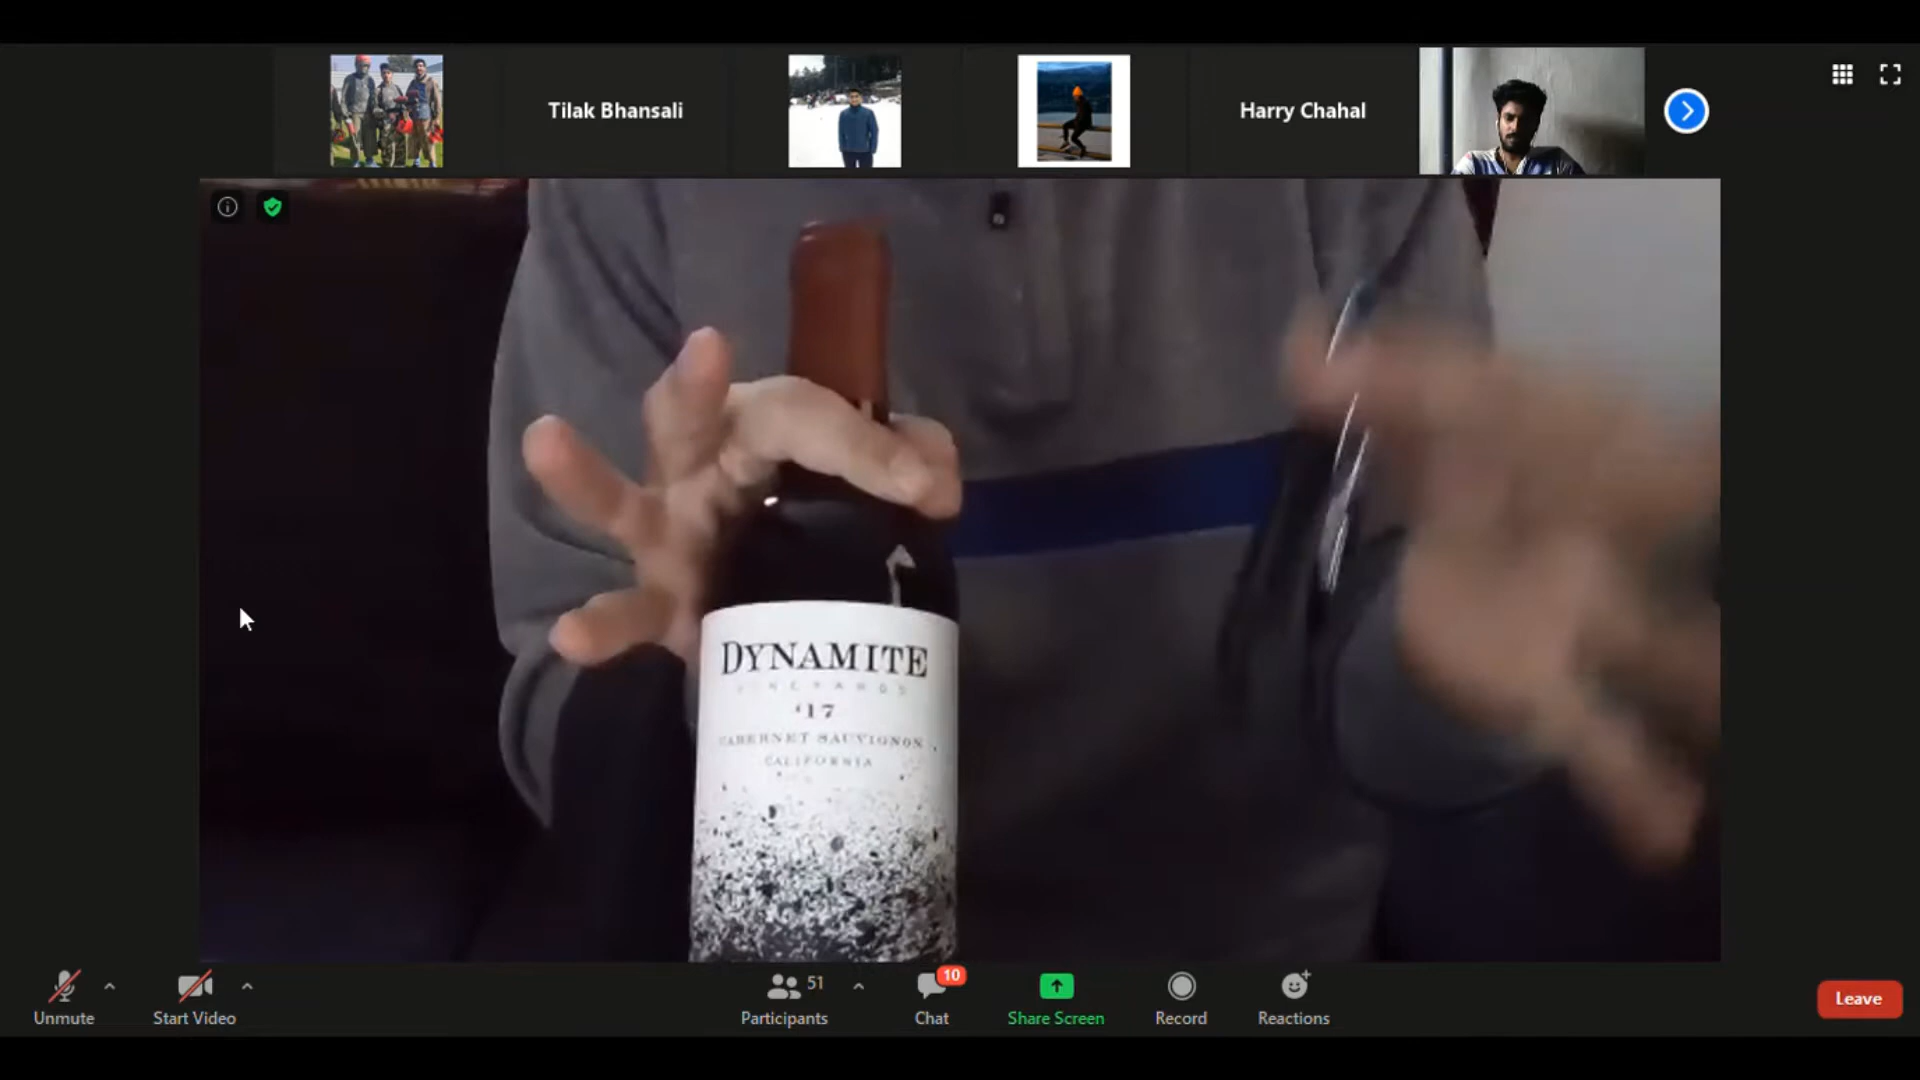 Tilak Bhansali
Harry Chahal
DYNAMITE
VINEYARDS
'17
CABERNET SAUVIGNON
CALIFORNIA
51
10
Unmute
Start Video
Participants
Chat
Share Screen
Record
Reactions
Leave